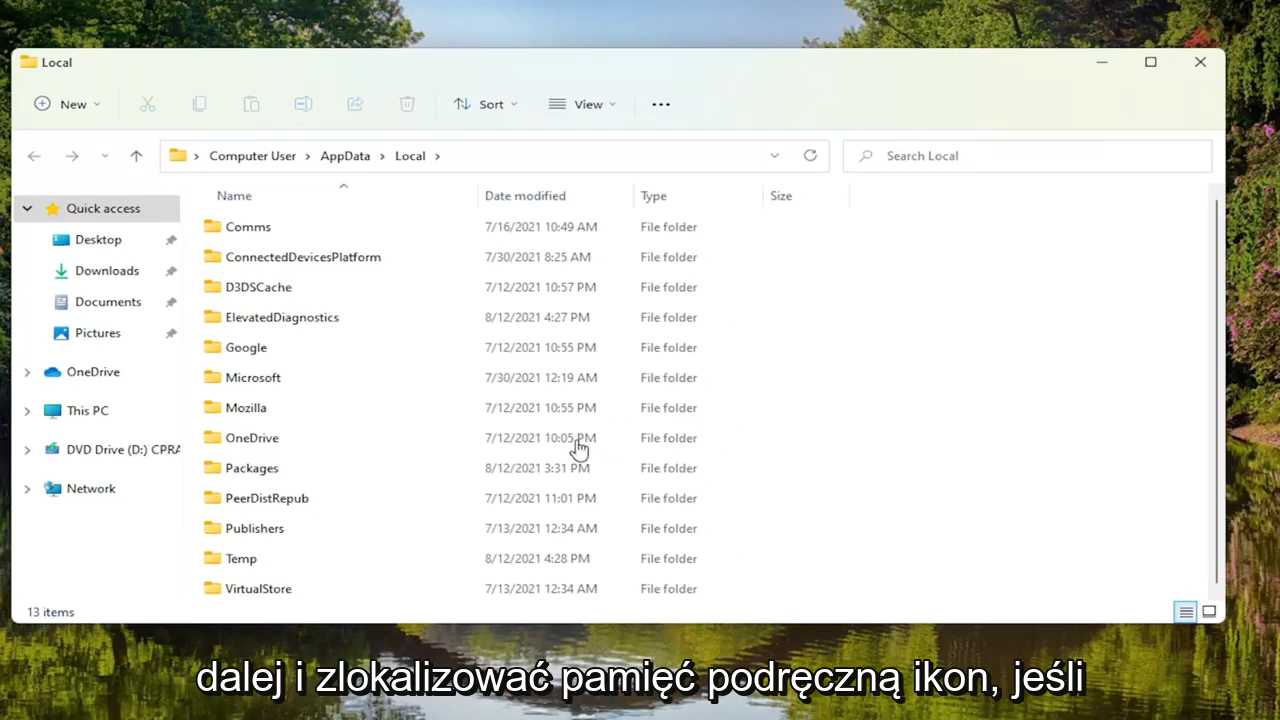 Local
New
Sort
View
Computer User > AppData > Local >
Search Local
Name Date modified Type Size
Quick access
Desktop
Downloads
Documents
Pictures
OneDrive
This PC
DVD Drive (D:) CPRA
Network
Comms 7/16/2021 10:49 AM File folder
ConnectedDevicesPlatform 7/30/2021 8:25 AM File folder
D3DSCache 7/12/2021 10:57 PM File folder
ElevatedDiagnostics 8/12/2021 4:27 PM File folder
Google 7/12/2021 10:55 PM File folder
Microsoft 7/30/2021 12:19 AM File folder
Mozilla 7/12/2021 10:55 PM File folder
OneDrive 7/12/2021 10:05 PM File folder
Packages 8/12/2021 3:31 PM File folder
PeerDistRepub 7/12/2021 11:01 PM File folder
Publishers 7/13/2021 12:34 AM File folder
Temp 8/12/2021 4:28 PM File folder
VirtualStore 7/13/2021 12:34 AM File folder
13 items
dalej i zlokalizować pamięć podręczną ikon, jeśli